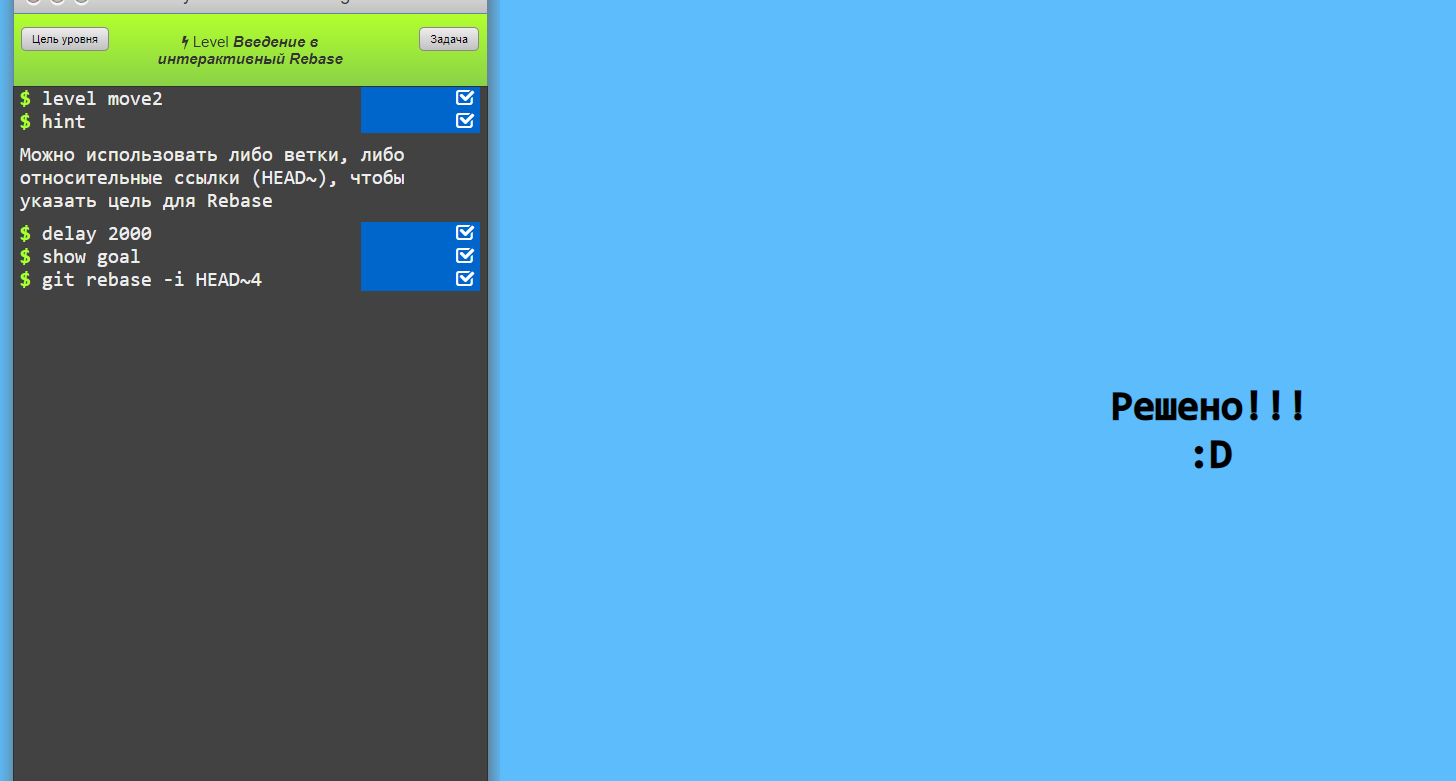 Цель уровня
Level Введение в
интерактивный Rebase
Задача
$ level move2
$ hint
Можно использовать либо ветки, либо
относительные ссылки (HEAD~), чтобы
указать цель для Rebase
$ delay 2000
$ show goal
$ git rebase -i HEAD~4
Решено!!!
:D